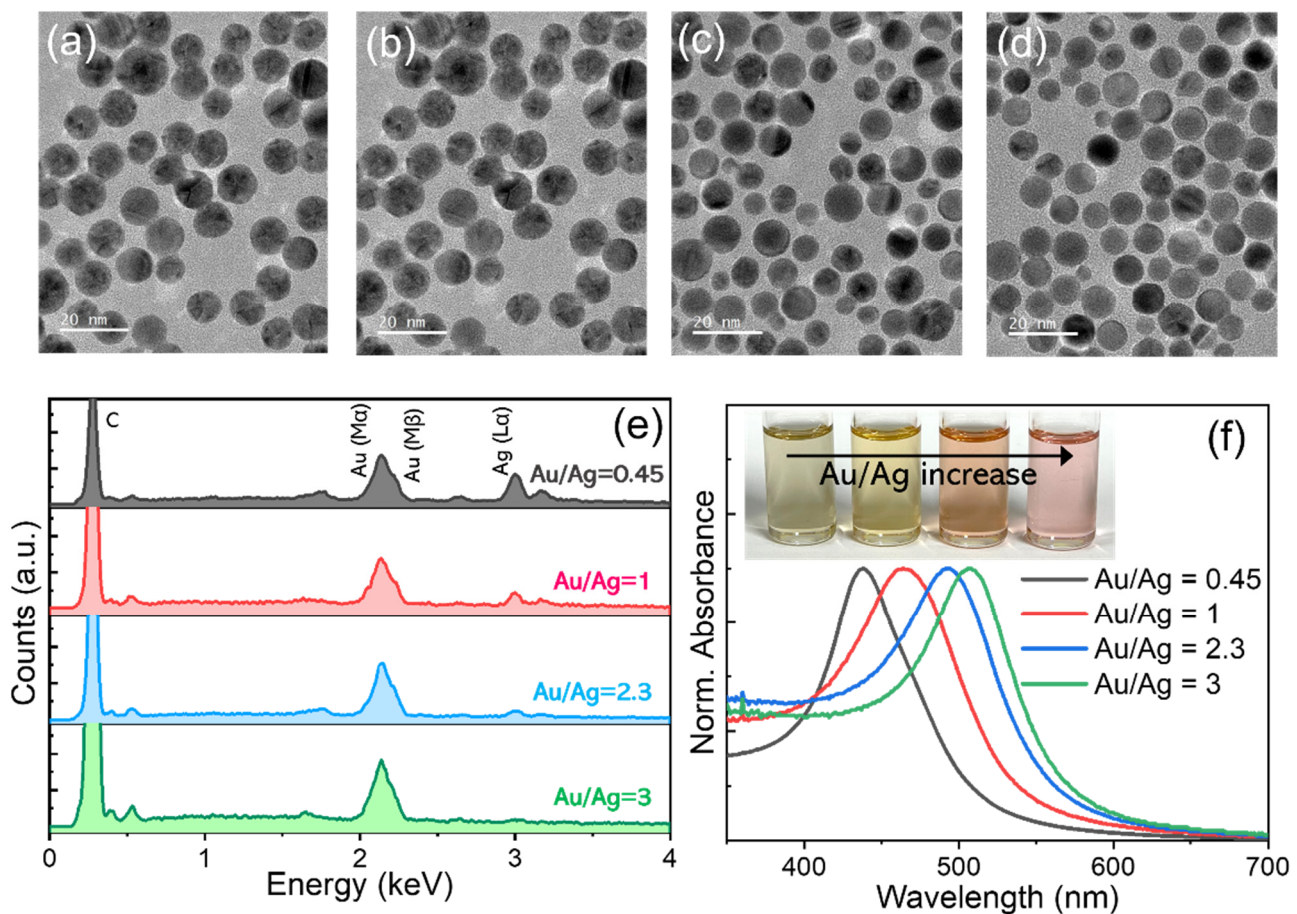 (a)
(b)
(c)
(d)
20 nm
20 nm
20 nm
20 nm
(e)
C
Au (Mα)
Au (Mβ)
Ag (Lα)
Au/Ag=0.45
Au/Ag=1
Au/Ag=2.3
Au/Ag=3
Counts (a.u.)
0 1 2 3 4
Energy (keV)
(f)
Au/Ag increase
Au/Ag = 0.45
Au/Ag = 1
Au/Ag = 2.3
Au/Ag = 3
Norm. Absorbance
400 500 600 700
Wavelength (nm)